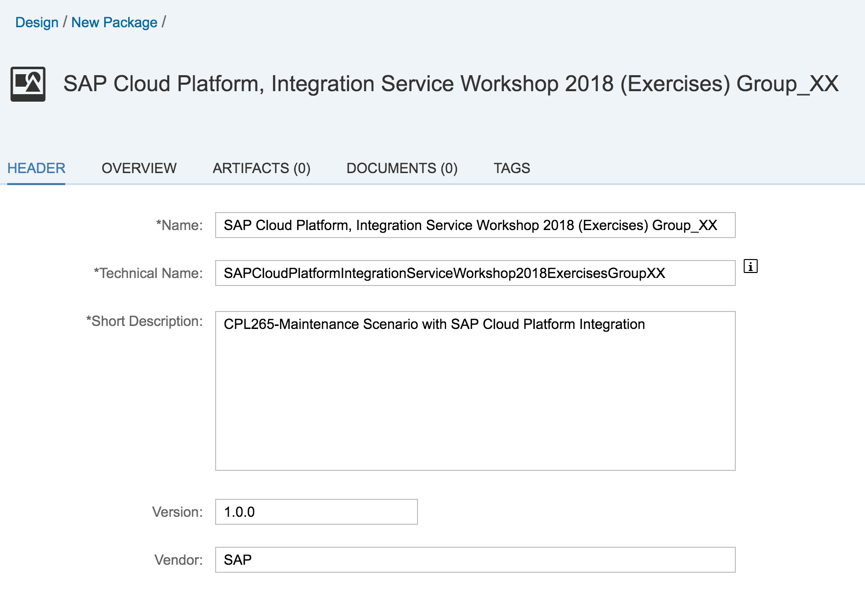 Design / New Package /
SAP Cloud Platform, Integration Service Workshop 2018 (Exercises) Group_XX
HEADER OVERVIEW ARTIFACTS (0) DOCUMENTS (0) TAGS
*Name: SAP Cloud Platform, Integration Service Workshop 2018 (Exercises) Group_XX
*Technical Name: SAPCloudPlatformIntegrationServiceWorkshop2018ExercisesGroupXX
*Short Description: CPL265-Maintenance Scenario with SAP Cloud Platform Integration
Version: 1.0.0
Vendor: SAP